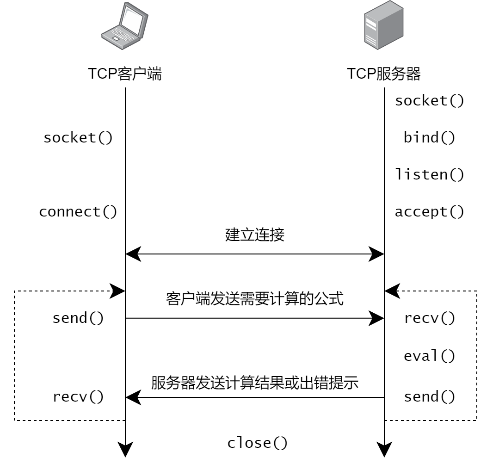 TCP客户端
TCP服务器
socket()
socket()
bind()
listen()
connect()
accept()
建立连接
客户端发送需要计算的公式
send()
recv()
eval()
服务器发送计算结果或出错提示
recv()
send()
close()